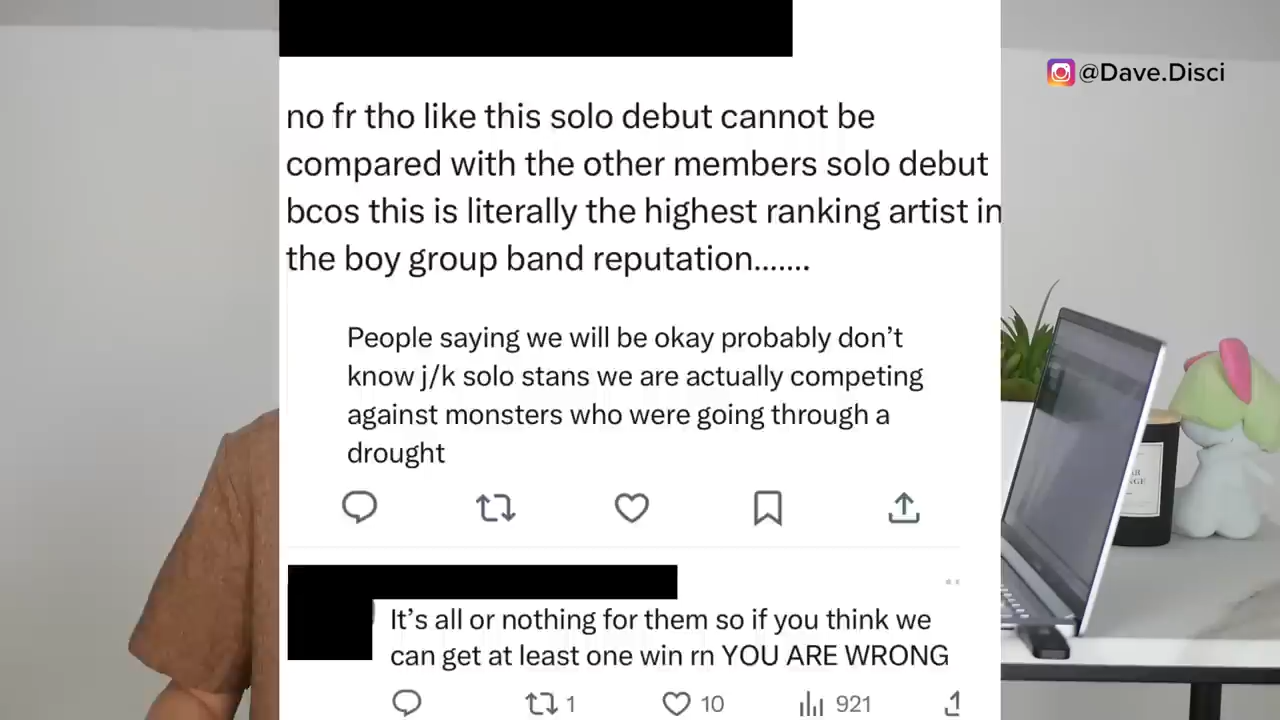 @Dave.Disci
no fr tho like this solo debut cannot be
compared with the other members solo debut
bcos this is literally the highest ranking artist in
the boy group band reputation.......
People saying we will be okay probably don’t
know j/k solo stans we are actually competing
against monsters who were going through a
drought
It’s all or nothing for them so if you think we
can get at least one win rn YOU ARE WRONG
1
10
921